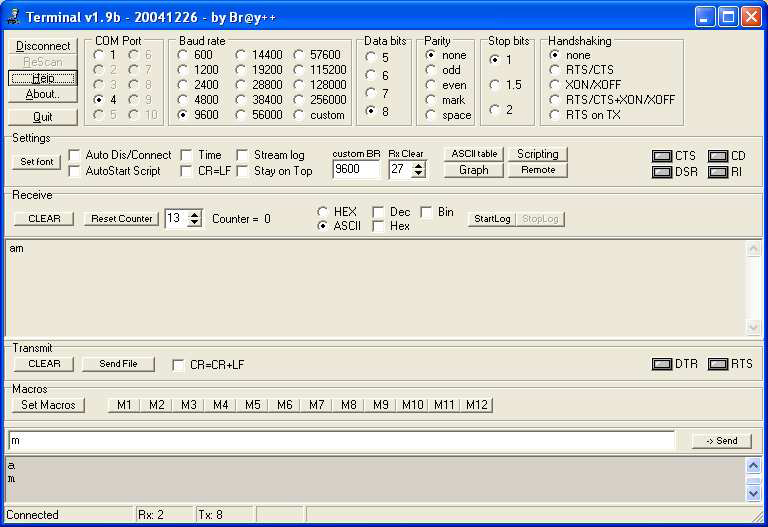 Terminal v1.9b - 20041226 - by Br@y++
Disconnect
ReScan
Help
About..
Quit
COM Port
1 6
2 7
3 8
4 9
5 10
Baud rate
600 14400 57600
1200 19200 115200
2400 28800 128000
4800 38400 256000
9600 56000 custom
Data bits
5
6
7
8
Parity
none
odd
even
mark
space
Stop bits
1
1.5
2
Handshaking
none
RTS/CTS
XON/XOFF
RTS/CTS+XON/XOFF
RTS on TX
Settings
Set font
Auto Dis/Connect Time Stream log
AutoStart Script CR=LF Stay on Top
custom BR Rx Clear
9600 27
ASCII table Scripting
Graph Remote
CTS CD
DSR RI
Receive
CLEAR Reset Counter 13 Counter = 0
HEX Dec Bin
ASCII Hex
StartLog StopLog
am
Transmit
CLEAR Send File CR=CR+LF DTR RTS
Macros
Set Macros M1 M2 M3 M4 M5 M6 M7 M8 M9 M10 M11 M12
m -> Send
a
m
Connected Rx: 2 Tx: 8